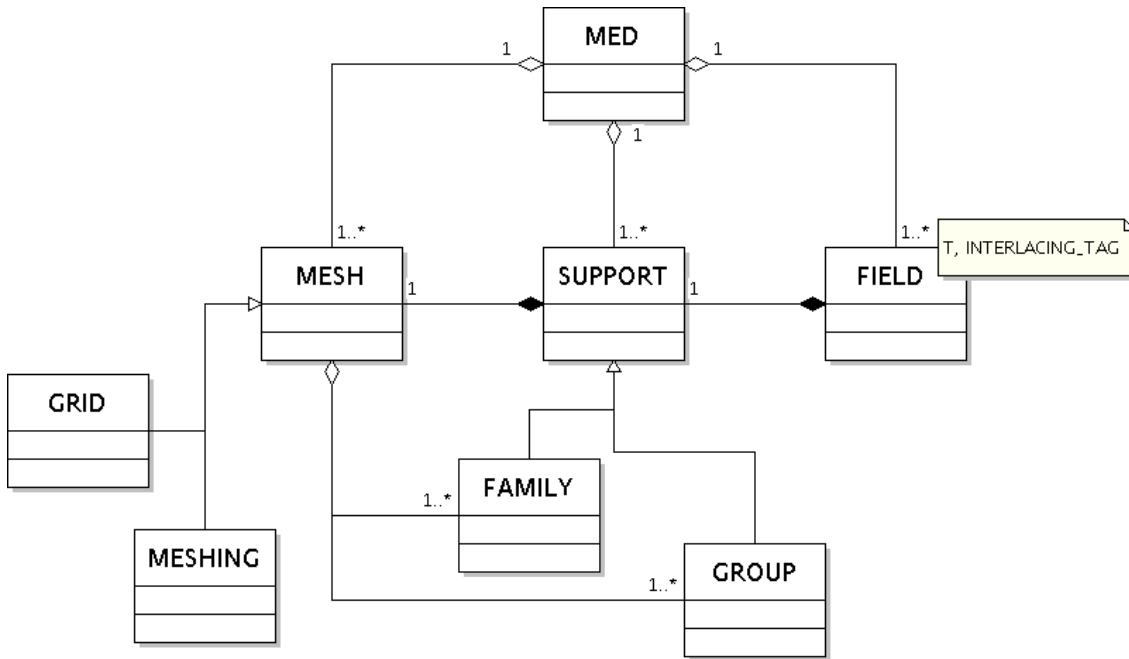 MED
1
1
1
1..*
1..*
1..*
T, INTERLACING_TAG
MESH
SUPPORT
FIELD
1
1
GRID
FAMILY
1..*
MESHING
GROUP
1..*